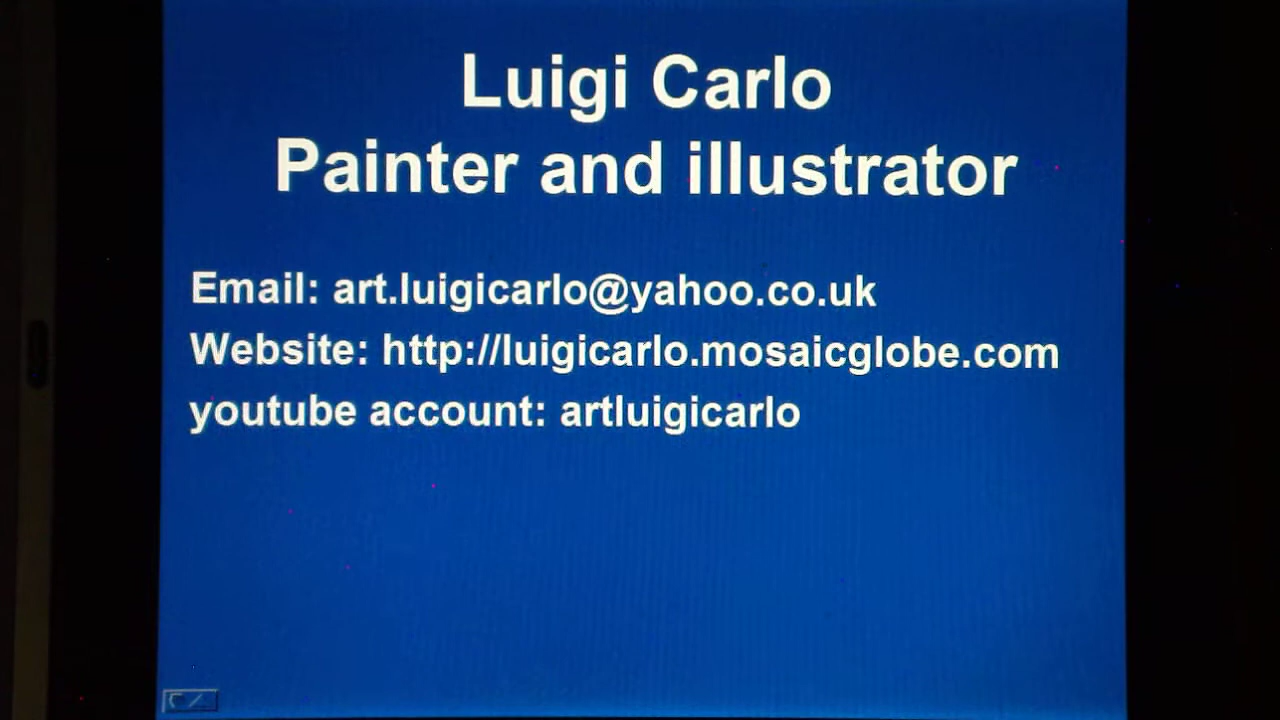 Luigi Carlo
Painter and illustrator
Email: art.luigicarlo@yahoo.co.uk
Website: http://luigicarlo.mosaicglobe.com
youtube account: artluigicarlo